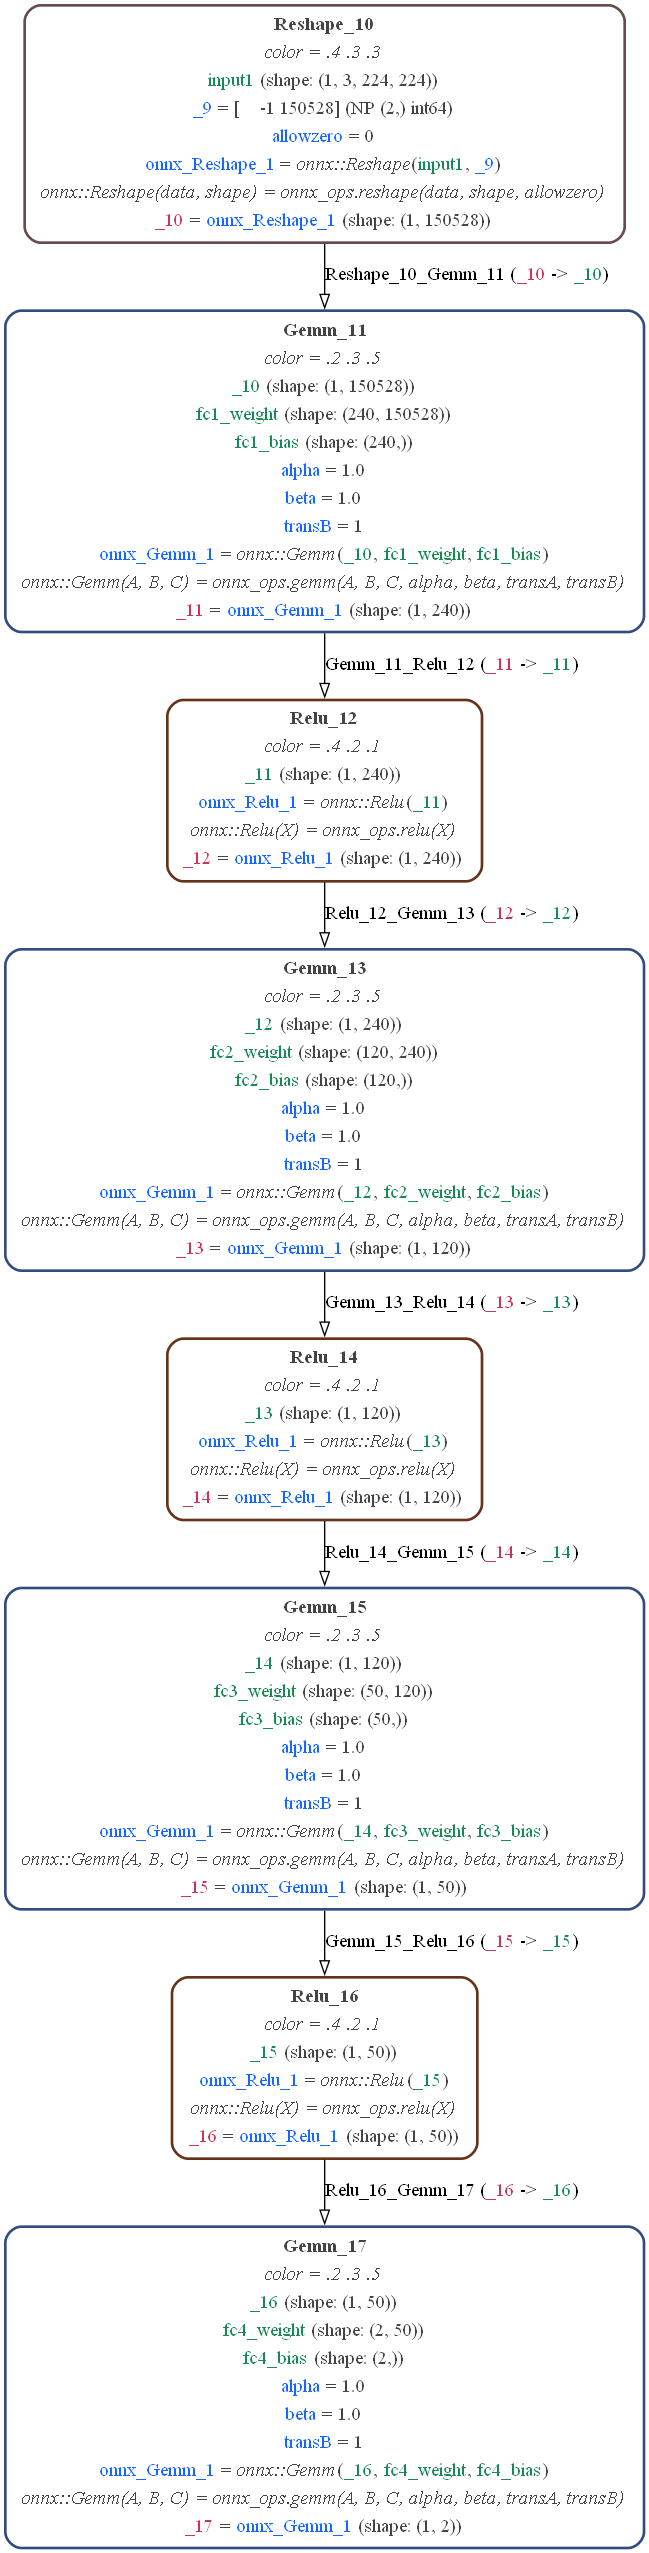 Reshape_10
color = .4 .3 .3
input1 (shape: (1, 3, 224, 224))
_9 = [    -1 150528] (NP (2,) int64)
allowzero = 0
onnx_Reshape_1 = onnx::Reshape(input1, _9)
onnx::Reshape(data, shape) = onnx_ops.reshape(data, shape, allowzero)
_10 = onnx_Reshape_1 (shape: (1, 150528))
Reshape_10_Gemm_11 (_10 -> _10)
Gemm_11
color = .2 .3 .5
_10 (shape: (1, 150528))
fc1_weight (shape: (240, 150528))
fc1_bias (shape: (240,))
alpha = 1.0
beta = 1.0
transB = 1
onnx_Gemm_1 = onnx::Gemm(_10, fc1_weight, fc1_bias)
onnx::Gemm(A, B, C) = onnx_ops.gemm(A, B, C, alpha, beta, transA, transB)
_11 = onnx_Gemm_1 (shape: (1, 240))
Gemm_11_Relu_12 (_11 -> _11)
Relu_12
color = .4 .2 .1
_11 (shape: (1, 240))
onnx_Relu_1 = onnx::Relu(_11)
onnx::Relu(X) = onnx_ops.relu(X)
_12 = onnx_Relu_1 (shape: (1, 240))
Relu_12_Gemm_13 (_12 -> _12)
Gemm_13
color = .2 .3 .5
_12 (shape: (1, 240))
fc2_weight (shape: (120, 240))
fc2_bias (shape: (120,))
alpha = 1.0
beta = 1.0
transB = 1
onnx_Gemm_1 = onnx::Gemm(_12, fc2_weight, fc2_bias)
onnx::Gemm(A, B, C) = onnx_ops.gemm(A, B, C, alpha, beta, transA, transB)
_13 = onnx_Gemm_1 (shape: (1, 120))
Gemm_13_Relu_14 (_13 -> _13)
Relu_14
color = .4 .2 .1
_13 (shape: (1, 120))
onnx_Relu_1 = onnx::Relu(_13)
onnx::Relu(X) = onnx_ops.relu(X)
_14 = onnx_Relu_1 (shape: (1, 120))
Relu_14_Gemm_15 (_14 -> _14)
Gemm_15
color = .2 .3 .5
_14 (shape: (1, 120))
fc3_weight (shape: (50, 120))
fc3_bias (shape: (50,))
alpha = 1.0
beta = 1.0
transB = 1
onnx_Gemm_1 = onnx::Gemm(_14, fc3_weight, fc3_bias)
onnx::Gemm(A, B, C) = onnx_ops.gemm(A, B, C, alpha, beta, transA, transB)
_15 = onnx_Gemm_1 (shape: (1, 50))
Gemm_15_Relu_16 (_15 -> _15)
Relu_16
color = .4 .2 .1
_15 (shape: (1, 50))
onnx_Relu_1 = onnx::Relu(_15)
onnx::Relu(X) = onnx_ops.relu(X)
_16 = onnx_Relu_1 (shape: (1, 50))
Relu_16_Gemm_17 (_16 -> _16)
Gemm_17
color = .2 .3 .5
_16 (shape: (1, 50))
fc4_weight (shape: (2, 50))
fc4_bias (shape: (2,))
alpha = 1.0
beta = 1.0
transB = 1
onnx_Gemm_1 = onnx::Gemm(_16, fc4_weight, fc4_bias)
onnx::Gemm(A, B, C) = onnx_ops.gemm(A, B, C, alpha, beta, transA, transB)
_17 = onnx_Gemm_1 (shape: (1, 2))